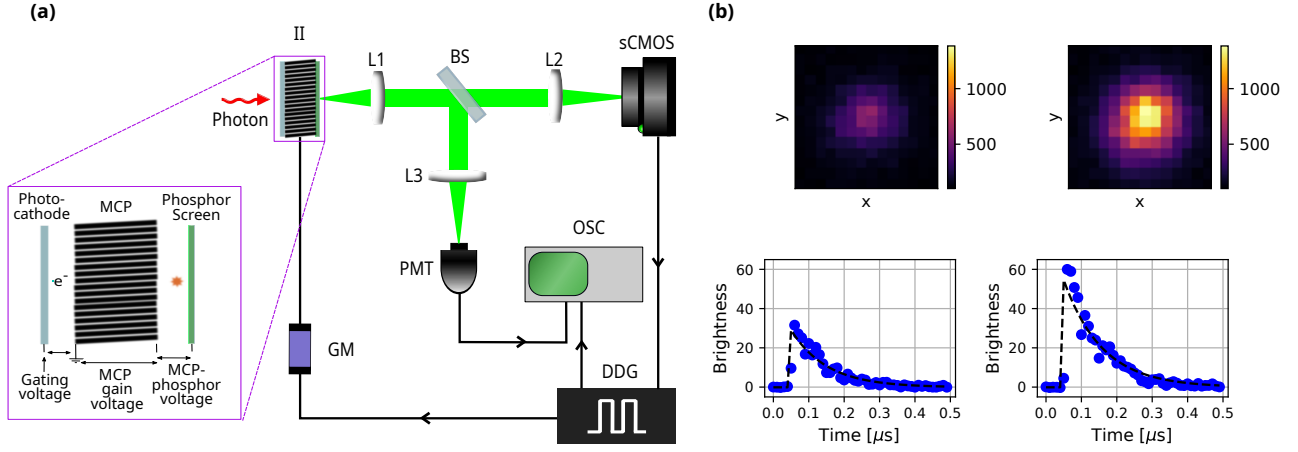 (a)
II
L1
BS
L2
sCMOS
Photon
L3
OSC
PMT
GM
DDG
Photo-
cathode
MCP
Phosphor
Screen
e⁻
Gating
voltage
MCP
gain
voltage
MCP-
phosphor
voltage
(b)
y
x
1000
500
y
x
1000
500
Brightness
60
40
20
0
0.0 0.1 0.2 0.3 0.4 0.5
Time [μs]
Brightness
60
40
20
0
0.0 0.1 0.2 0.3 0.4 0.5
Time [μs]